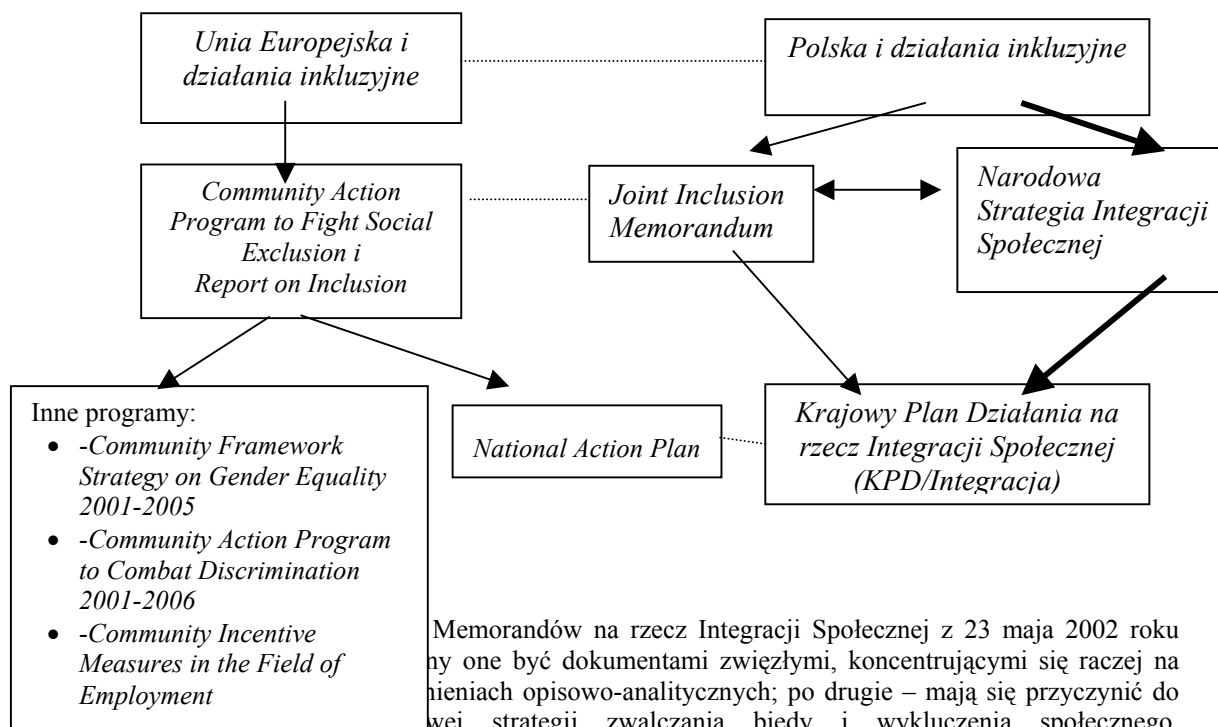 Unia Europejska i
działania inkluzyjne
Polska i działania inkluzyjne
Community Action
Program to Fight Social
Exclusion i
Report on Inclusion
Joint Inclusion
Memorandum
Narodowa
Strategia Integracji
Społecznej
Inne programy:
• -Community Framework
Strategy on Gender Equality
2001-2005
• -Community Action Program
to Combat Discrimination
2001-2006
• -Community Incentive
Measures in the Field of
Employment
National Action Plan
Krajowy Plan Działania na
rzecz Integracji Społecznej
(KPD/Integracja)
Memorandów na rzecz Integracji Społecznej z 23 maja 2002 roku
ny one być dokumentami zwięzłymi, koncentrującymi się raczej na
nieniach opisowo-analitycznych; po drugie – mają się przyczynić do
wej strategii zwalczania biedy i wykluczenia społecznego.